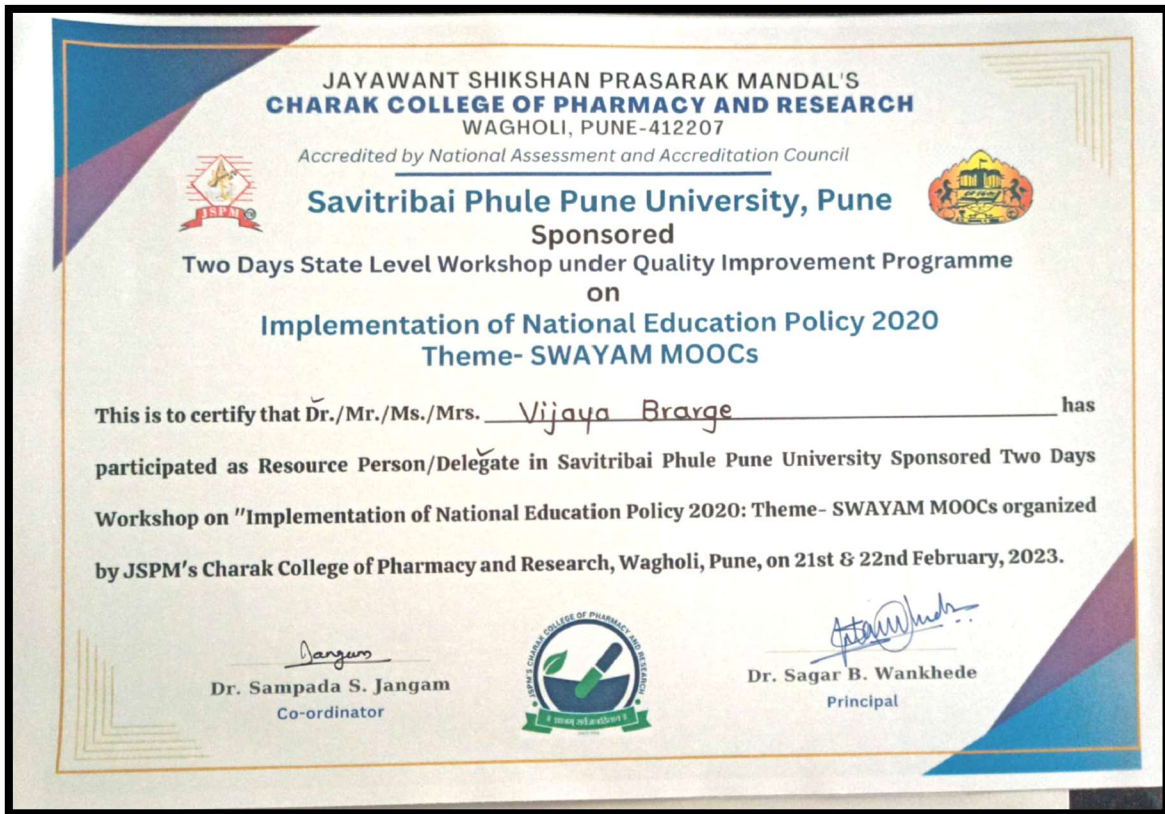 JAYAWANT SHIKSHAN PRASARAK MANDAL'S
CHARAK COLLEGE OF PHARMACY AND RESEARCH
WAGHOLI, PUNE-412207
Accredited by National Assessment and Accreditation Council
JSPM
Savitribai Phule Pune University, Pune
Sponsored
Two Days State Level Workshop under Quality Improvement Programme
on
Implementation of National Education Policy 2020
Theme- SWAYAM MOOCs
This is to certify that Dr./Mr./Ms./Mrs. Vijaya Brarge has
participated as Resource Person/Delegate in Savitribai Phule Pune University Sponsored Two Days
Workshop on "Implementation of National Education Policy 2020: Theme- SWAYAM MOOCs organized
by JSPM's Charak College of Pharmacy and Research, Wagholi, Pune, on 21st & 22nd February, 2023.
Jangam
Dr. Sampada S. Jangam
Co-ordinator
JSPM'S CHARAK COLLEGE OF PHARMACY AND RESEARCH
Dr. Sagar B. Wankhede
Principal